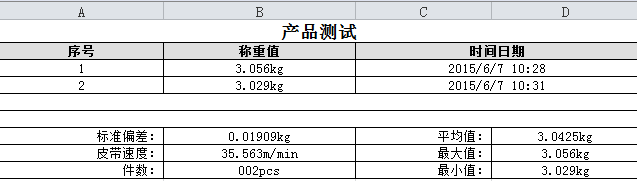 A B C D
产品测试
序号 称重值 时间日期
1 3.056kg 2015/6/7 10:28
2 3.029kg 2015/6/7 10:31
标准偏差: 0.01909kg 平均值: 3.0425kg
皮带速度: 35.563m/min 最大值: 3.056kg
件数: 002pcs 最小值: 3.029kg